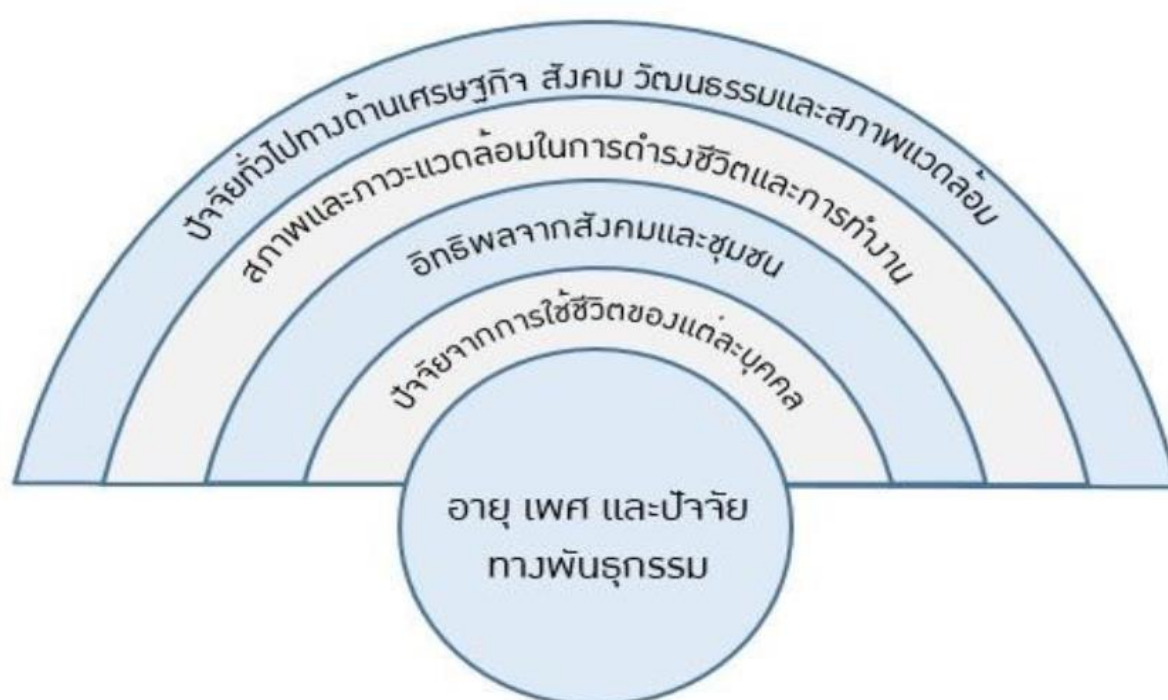 ปัจจัยทั่วไปทางด้านเศรษฐกิจ สังคม วัฒนธรรมและสภาพแวดล้อม
สภาพและภาวะแวดล้อมในการดำรงชีวิตและการทำงาน
อิทธิพลจากสังคมและชุมชน
ปัจจัยจากการใช้ชีวิตของแต่ละบุคคล
อายุ เพศ และปัจจัย
ทางพันธุกรรม